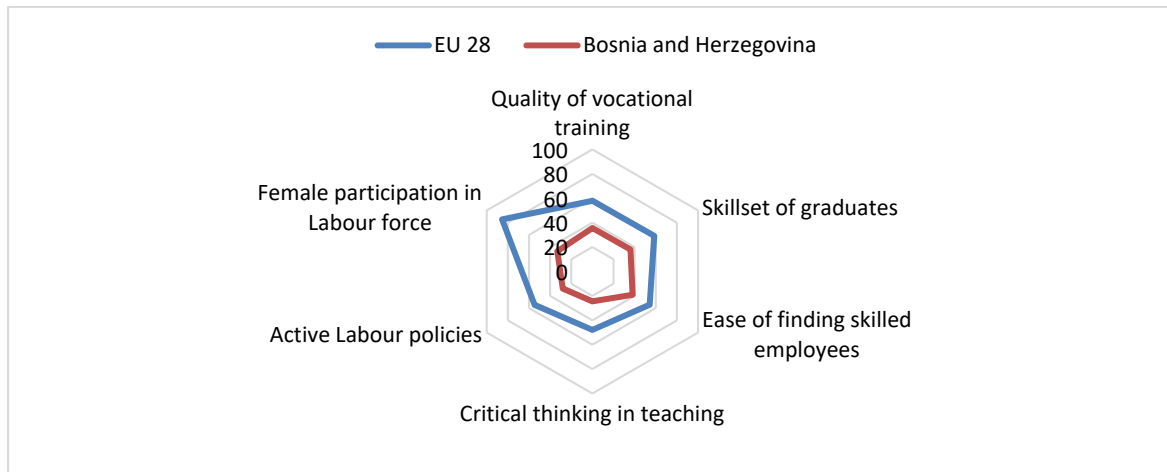 EU 28 Bosnia and Herzegovina
Quality of vocational
training
100
80
60
40
20
0
Female participation in
Labour force
Skillset of graduates
Active Labour policies
Ease of finding skilled
employees
Critical thinking in teaching